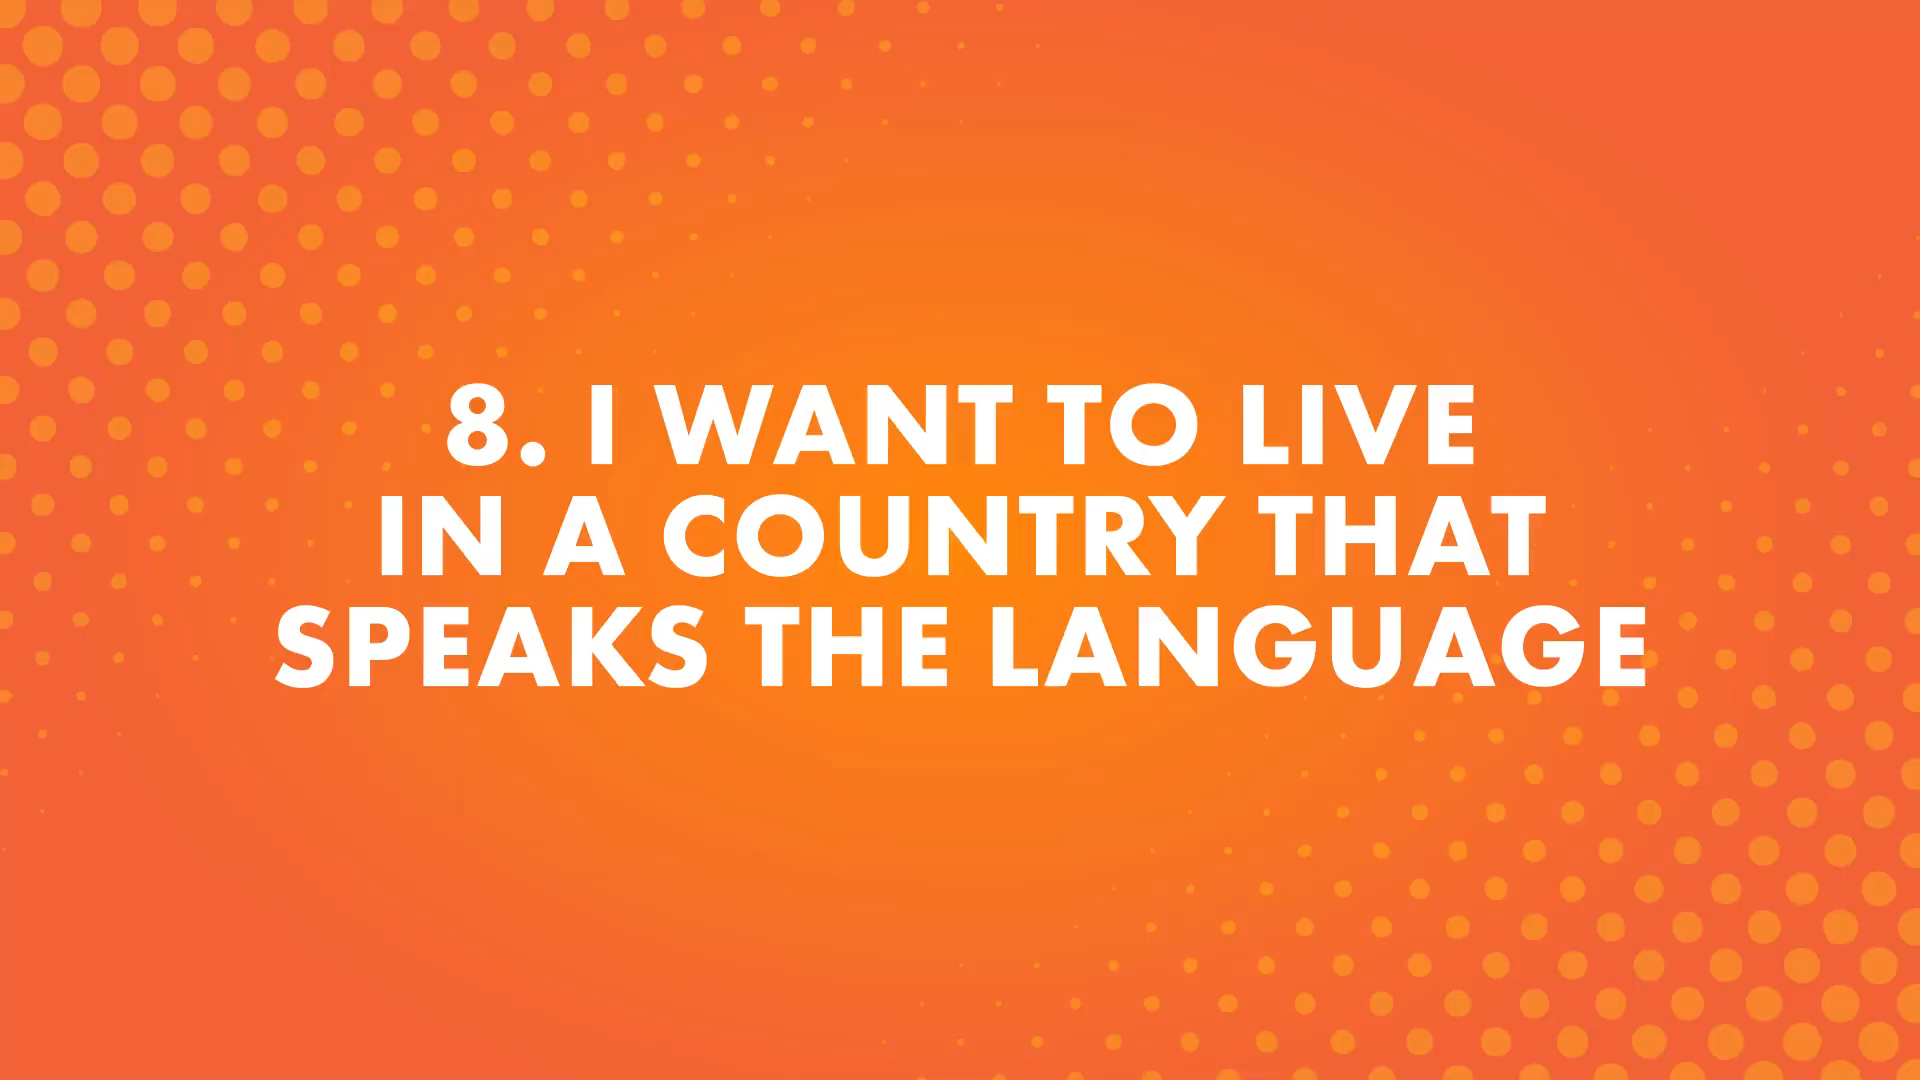 8. I WANT TO LIVE
IN A COUNTRY THAT
SPEAKS THE LANGUAGE